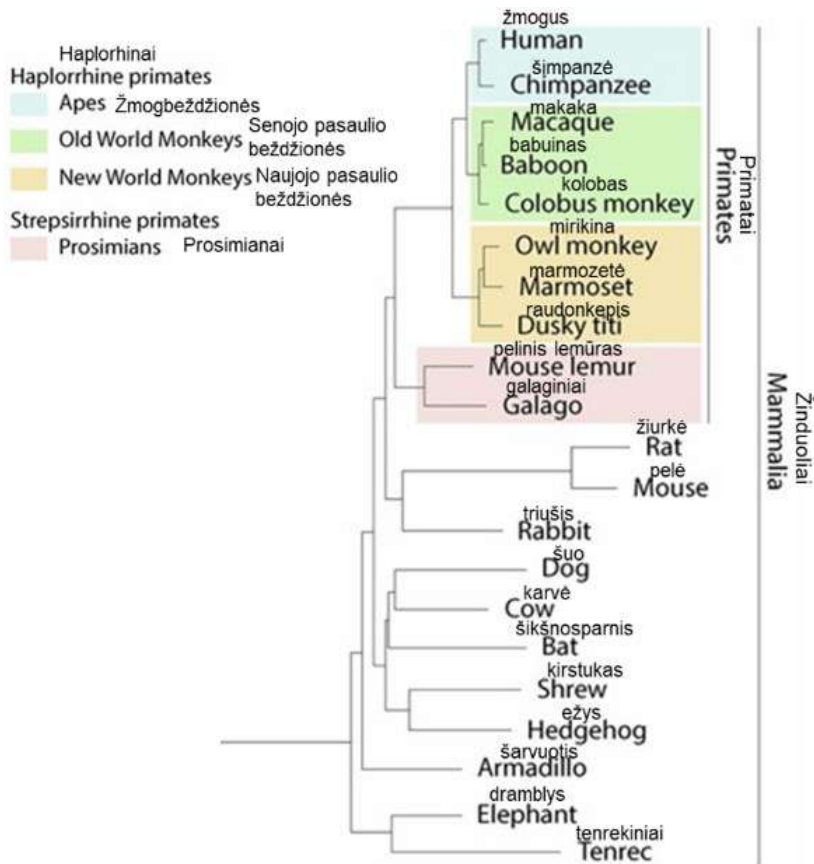 Haplorhinai
Haplorrhine primates
Apes Žmogbeždžionės
Old World Monkeys Senojo pasaulio
beždžionės
New World Monkeys Naujojo pasaulio
beždžionės
Strepsirrhine primates
Prosimians Prosimianai
žmogus
Human
šimpanzė
Chimpanzee
makaka
Macaque
babuinas
Baboon
kolobas
Colobus monkey
mirikina
Owl monkey
marmozetė
Marmoset
raudonkepis
Dusky titi
pelinis lemūras
Mouse lemur
galaginiai
Galago
žiurkė
Rat
pelė
Mouse
triušis
Rabbit
šuo
Dog
karvė
Cow
šikšnosparnis
Bat
kirstukas
Shrew
ežys
Hedgehog
šarvuotis
Armadillo
dramblys
Elephant
tenrekiniai
Tenrec
Primatai
Primates
Žinduoliai
Mammalia